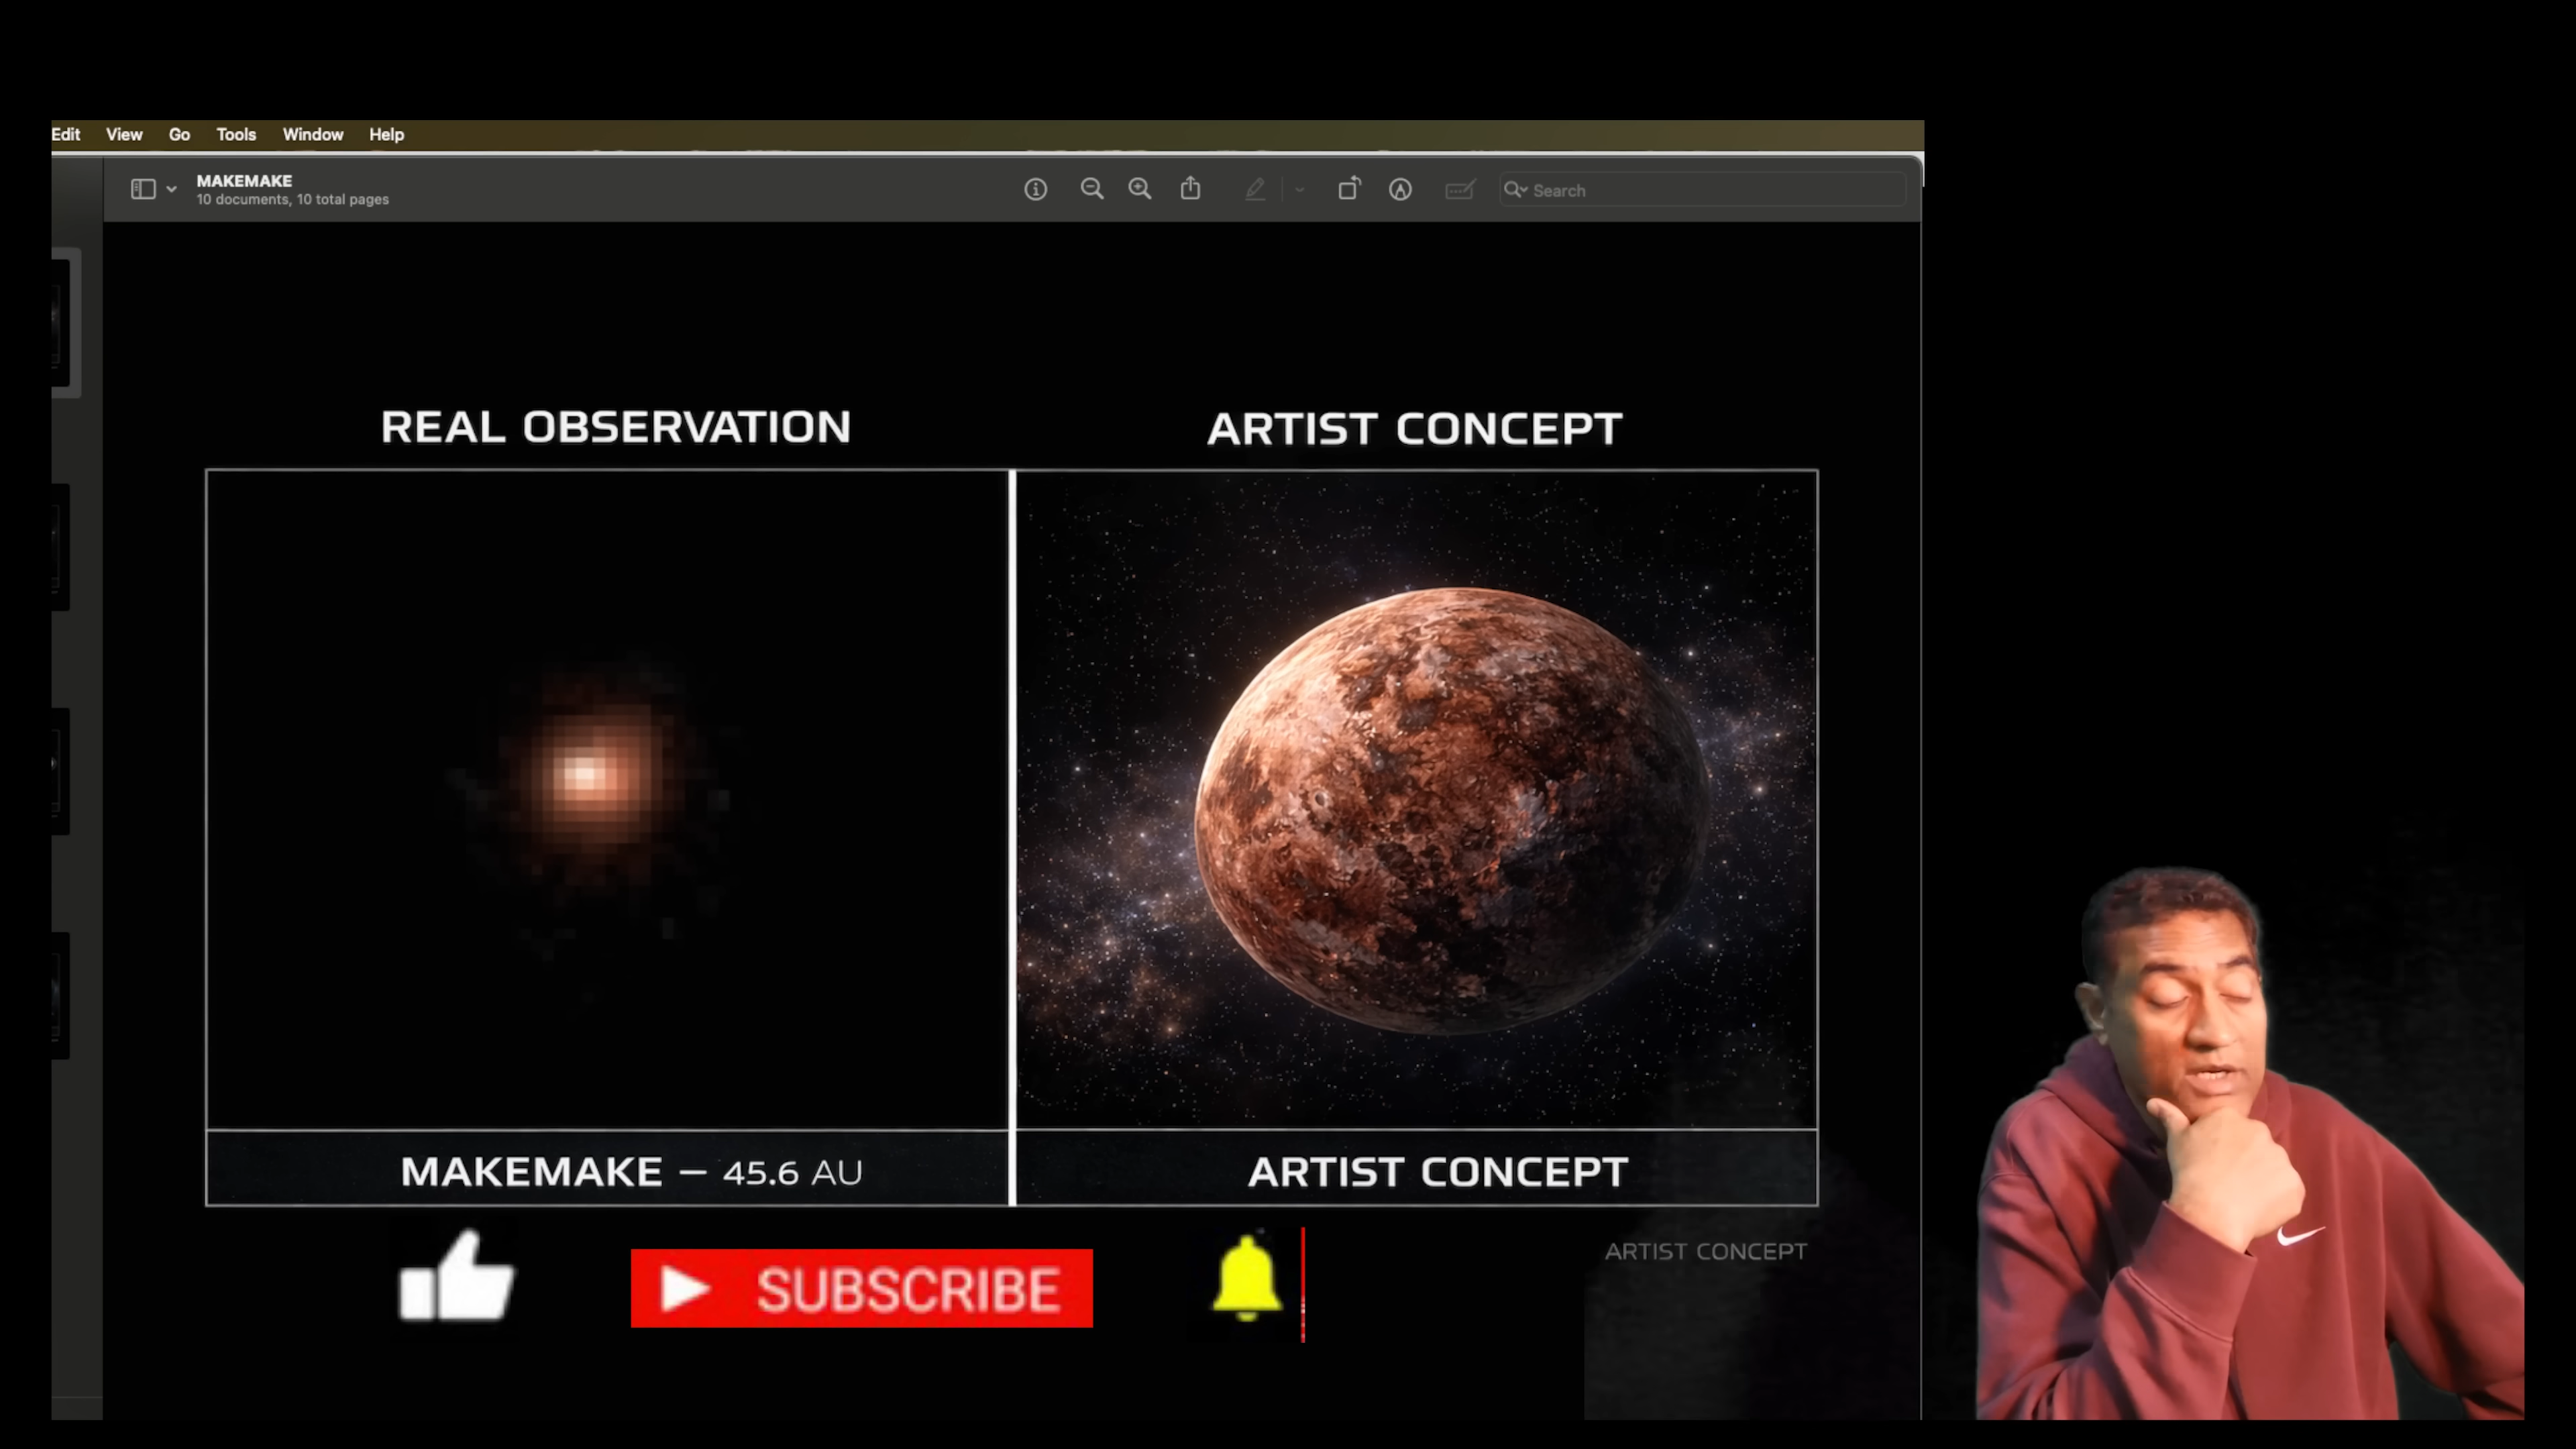 Edit View Go Tools Window Help
MAKEMAKE
10 documents, 10 total pages
Search
REAL OBSERVATION
ARTIST CONCEPT
MAKEMAKE – 45.6 AU
ARTIST CONCEPT
SUBSCRIBE
ARTIST CONCEPT